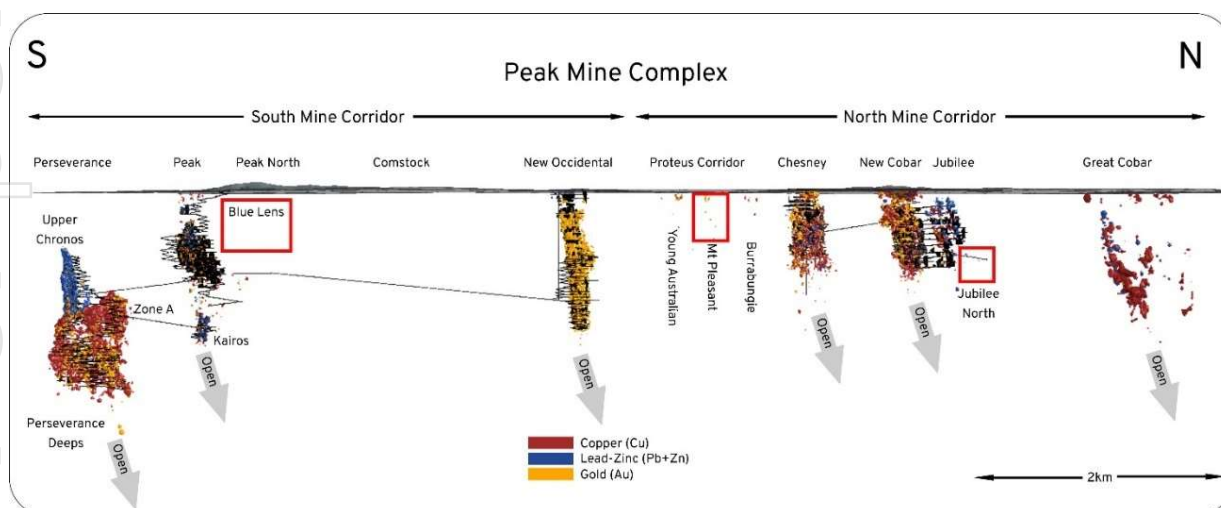 S
N
Peak Mine Complex
South Mine Corridor
North Mine Corridor
Perseverance
Peak
Peak North
Comstock
New Occidental
Proteus Corridor
Chesney
New Cobar
Jubilee
Great Cobar
Upper
Chronos
Blue Lens
Young Australian
Mt Pleasant
Burrabungie
Zone A
Kairos
Jubilee
North
Open
Open
Open
Open
Open
Perseverance
Deeps
Open
Copper (Cu)
Lead-Zinc (Pb+Zn)
Gold (Au)
2km